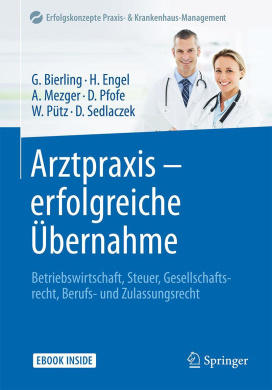 Erfolgskonzepte Praxis- & Krankenhaus-Management
G. Bierling · H. Engel
A. Mezger · D. Pfofe
W. Pütz · D. Sedlaczek
Arztpraxis –
erfolgreiche
Übernahme
Betriebswirtschaft, Steuer, Gesellschafts-
recht, Berufs- und Zulassungsrecht
EBOOK INSIDE
Springer